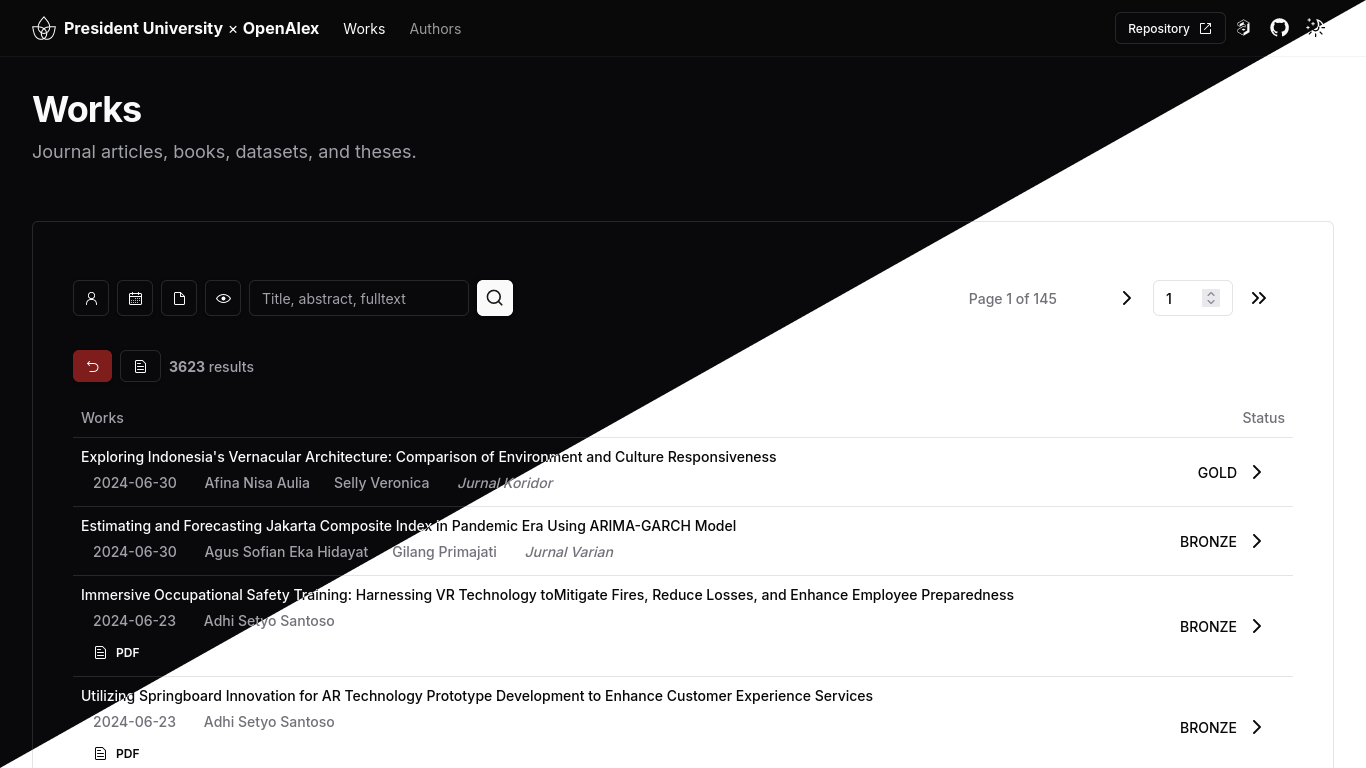 President University × OpenAlex Works Authors Repository
Works
Journal articles, books, datasets, and theses.
Title, abstract, fulltext Page 1 of 145 1
3623 results
Works Status
Exploring Indonesia's Vernacular Architecture: Comparison of Environment and Culture Responsiveness
2024-06-30 Afina Nisa Aulia Selly Veronica Jurnal Koridor
GOLD
Estimating and Forecasting Jakarta Composite Index in Pandemic Era Using ARIMA-GARCH Model
2024-06-30 Agus Sofian Eka Hidayat Gilang Primajati Jurnal Varian
BRONZE
Immersive Occupational Safety Training: Harnessing VR Technology toMitigate Fires, Reduce Losses, and Enhance Employee Preparedness
2024-06-23 Adhi Setyo Santoso
BRONZE
PDF
Utilizing Springboard Innovation for AR Technology Prototype Development to Enhance Customer Experience Services
2024-06-23 Adhi Setyo Santoso
BRONZE
PDF